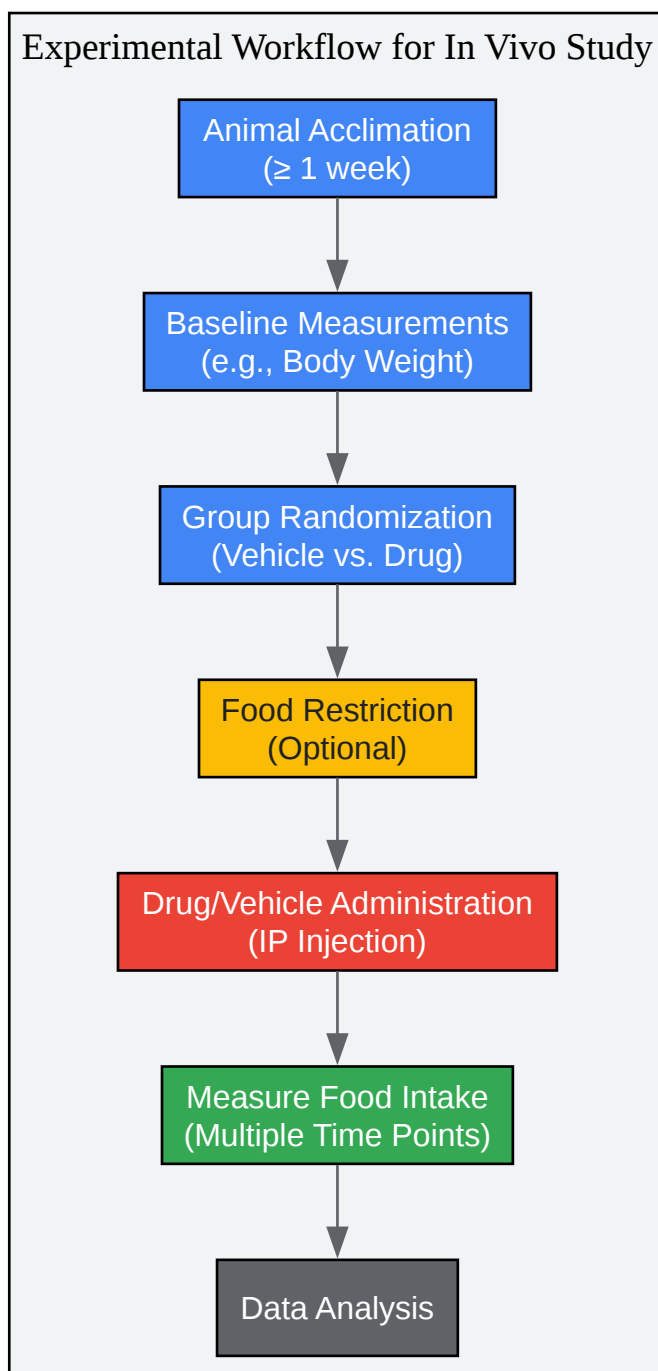 Experimental Workflow for In Vivo Study
Animal Acclimation
(≥ 1 week)
Baseline Measurements
(e.g., Body Weight)
Group Randomization
(Vehicle vs. Drug)
Food Restriction
(Optional)
Drug/Vehicle Administration
(IP Injection)
Measure Food Intake
(Multiple Time Points)
Data Analysis